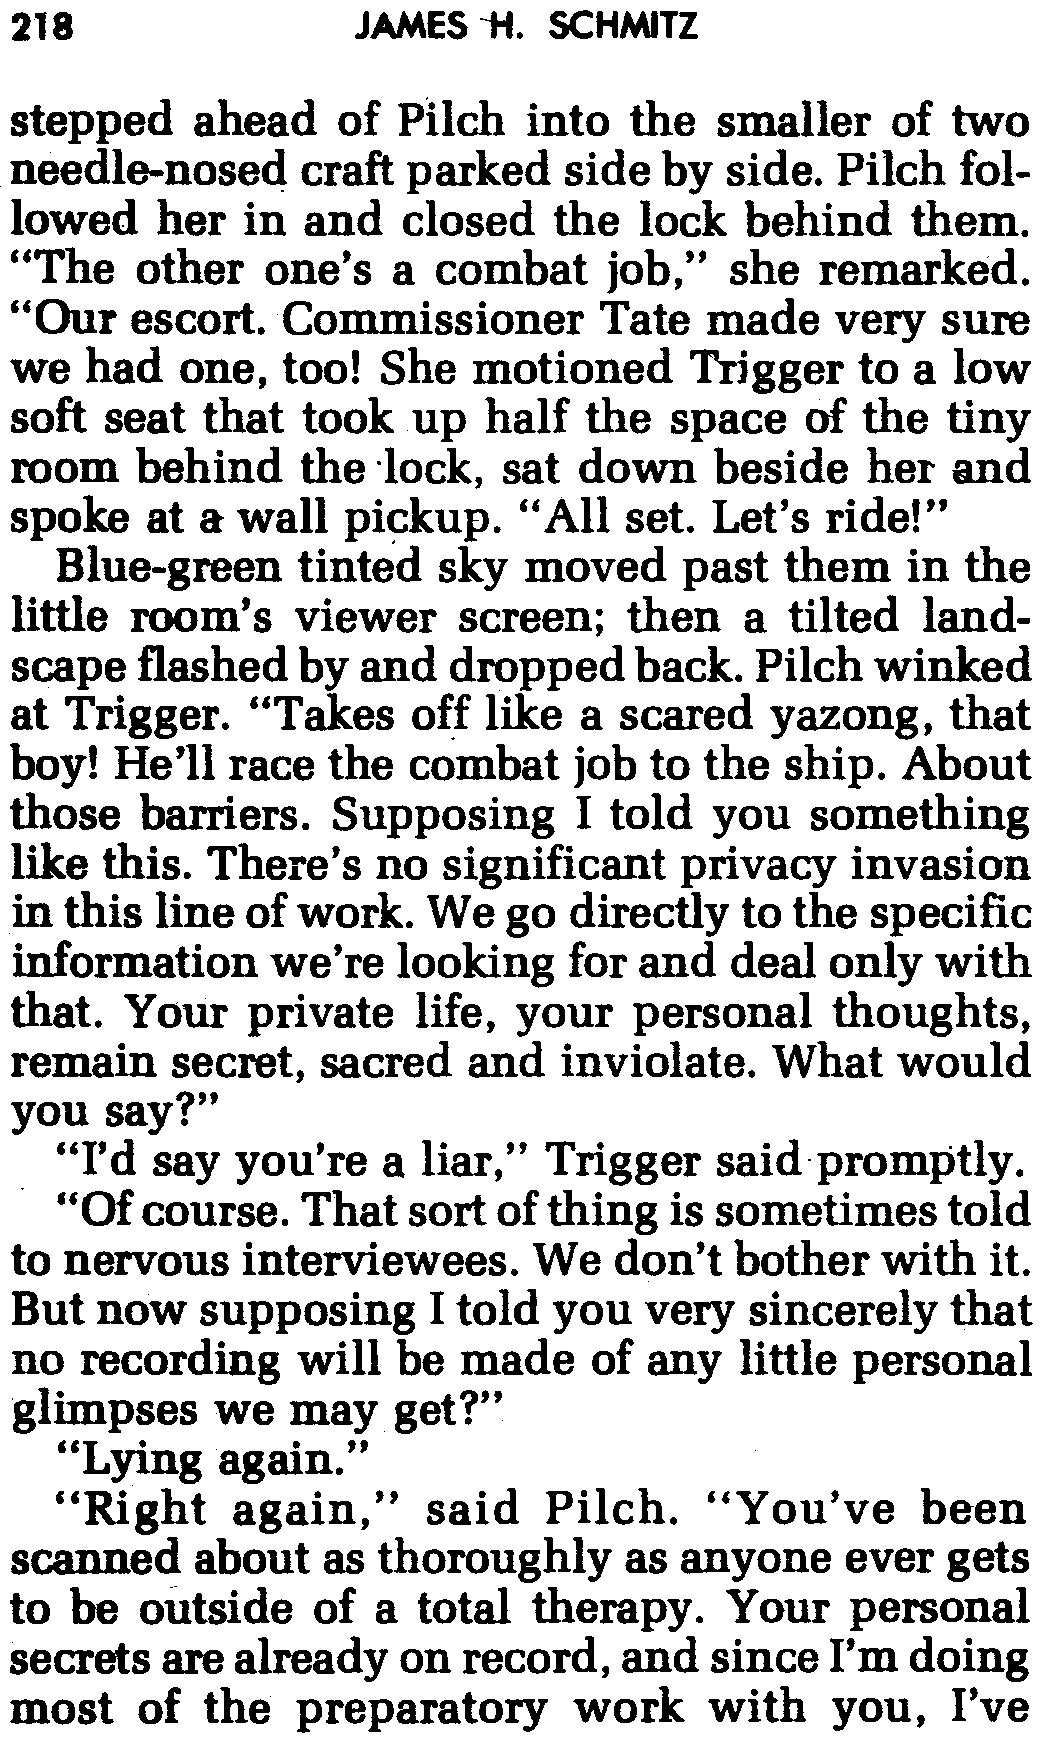 218 JAMES H. SCHMITZ
stepped ahead of Pilch into the smaller of two
needle-nosed craft parked side by side. Pilch fol-
lowed her in and closed the lock behind them.
“The other one’s a combat job,” she remarked.
“Our escort. Commissioner Tate made very sure
we had one, too! She motioned Trigger to a low
soft seat that took up half the space of the tiny
room behind the lock, sat down beside her and
spoke at a wall pickup. “All set. Let’s ride!”
Blue-green tinted sky moved past them in the
little room’s viewer screen; then a tilted land-
scape flashed by and dropped back. Pilch winked
at Trigger. “Takes off like a scared yazong, that
boy! He’ll race the combat job to the ship. About
those barriers. Supposing I told you something
like this. There’s no significant privacy invasion
in this line of work. We go directly to the specific
information we’re looking for and deal only with
that. Your private life, your personal thoughts,
remain secret, sacred and inviolate. What would
you say?”
“I’d say you’re a liar,” Trigger said promptly.
“Of course. That sort of thing is sometimes told
to nervous interviewees. We don’t bother with it.
But now supposing I told you very sincerely that
no recording will be made of any little personal
glimpses we may get?”
“Lying again.”
“Right again,” said Pilch. “You’ve been
scanned about as thoroughly as anyone ever gets
to be outside of a total therapy. Your personal
secrets are already on record, and since I’m doing
most of the preparatory work with you, I’ve